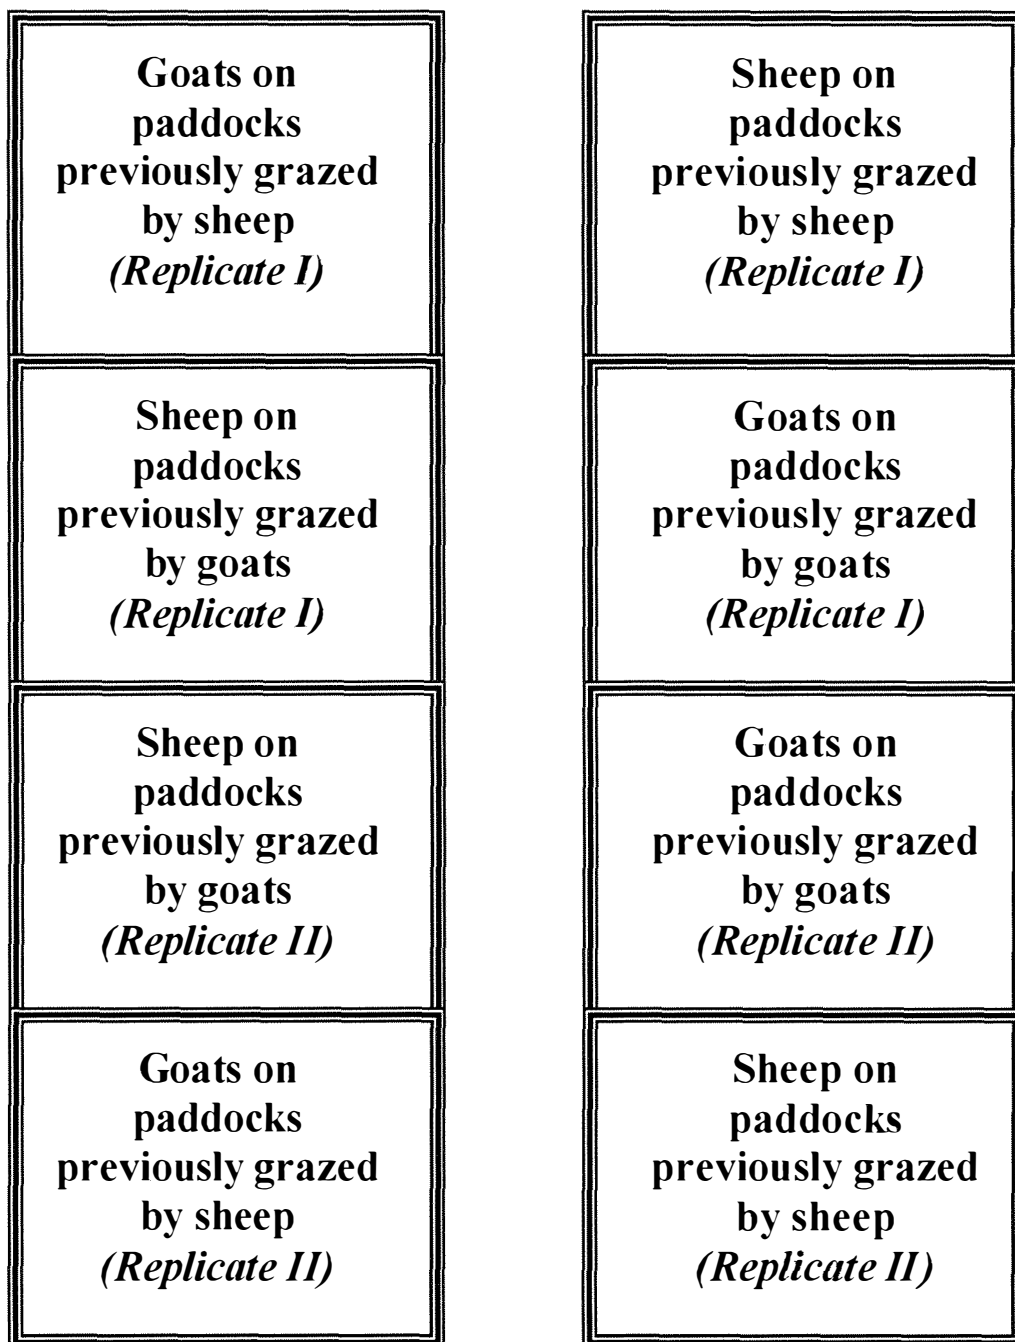 Goats on
paddocks
previously grazed
by sheep
(Replicate I)
Sheep on
paddocks
previously grazed
by sheep
(Replicate I)
Sheep on
paddocks
previously grazed
by goats
(Replicate I)
Goats on
paddocks
previously grazed
by goats
(Replicate I)
Sheep on
paddocks
previously grazed
by goats
(Replicate II)
Goats on
paddocks
previously grazed
by goats
(Replicate II)
Goats on
paddocks
previously grazed
by sheep
(Replicate II)
Sheep on
paddocks
previously grazed
by sheep
(Replicate II)